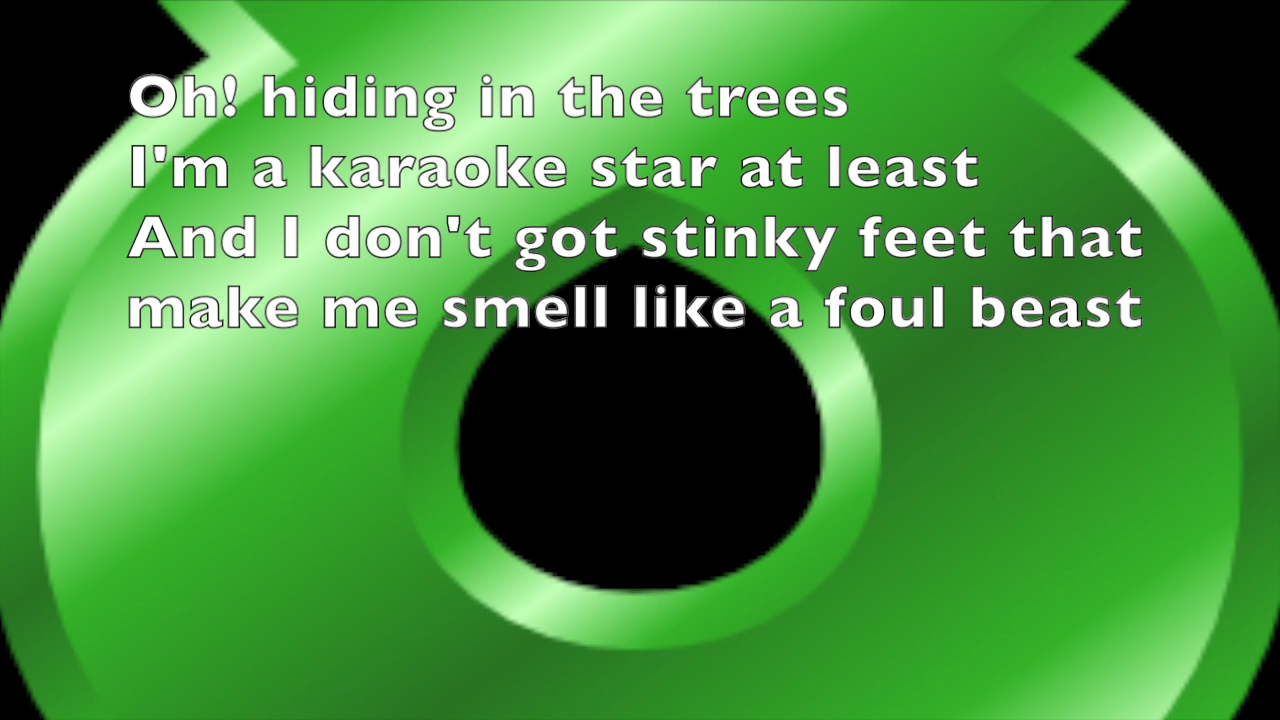 Oh! hiding in the trees
I'm a karaoke star at least
And I don't got stinky feet that
make me smell like a foul beast